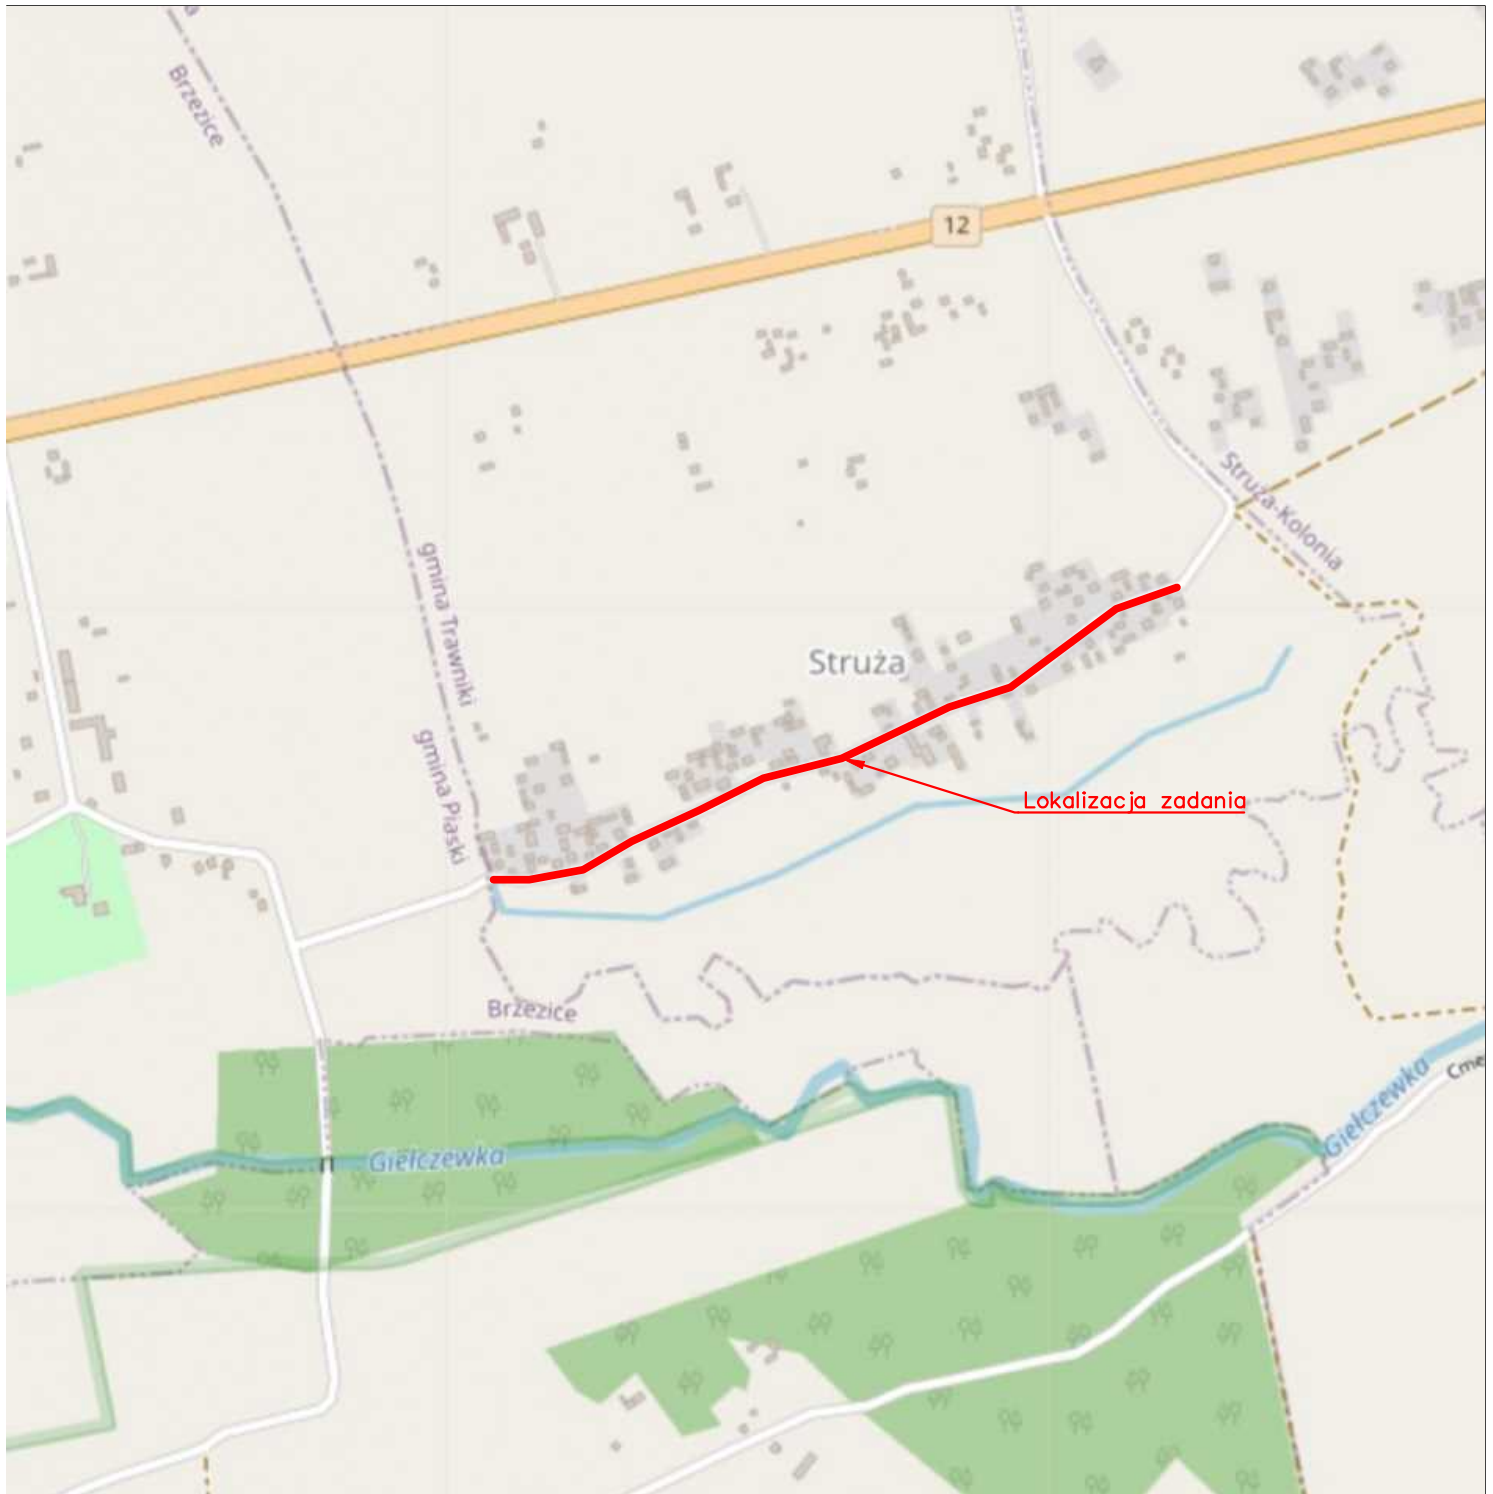 Brzezice
12
Struża-Kolonia
gmina Trawniki
gmina Piaski
Struża
Lokalizacja zadania
Brzezice
Giełczewka
Giełczewka